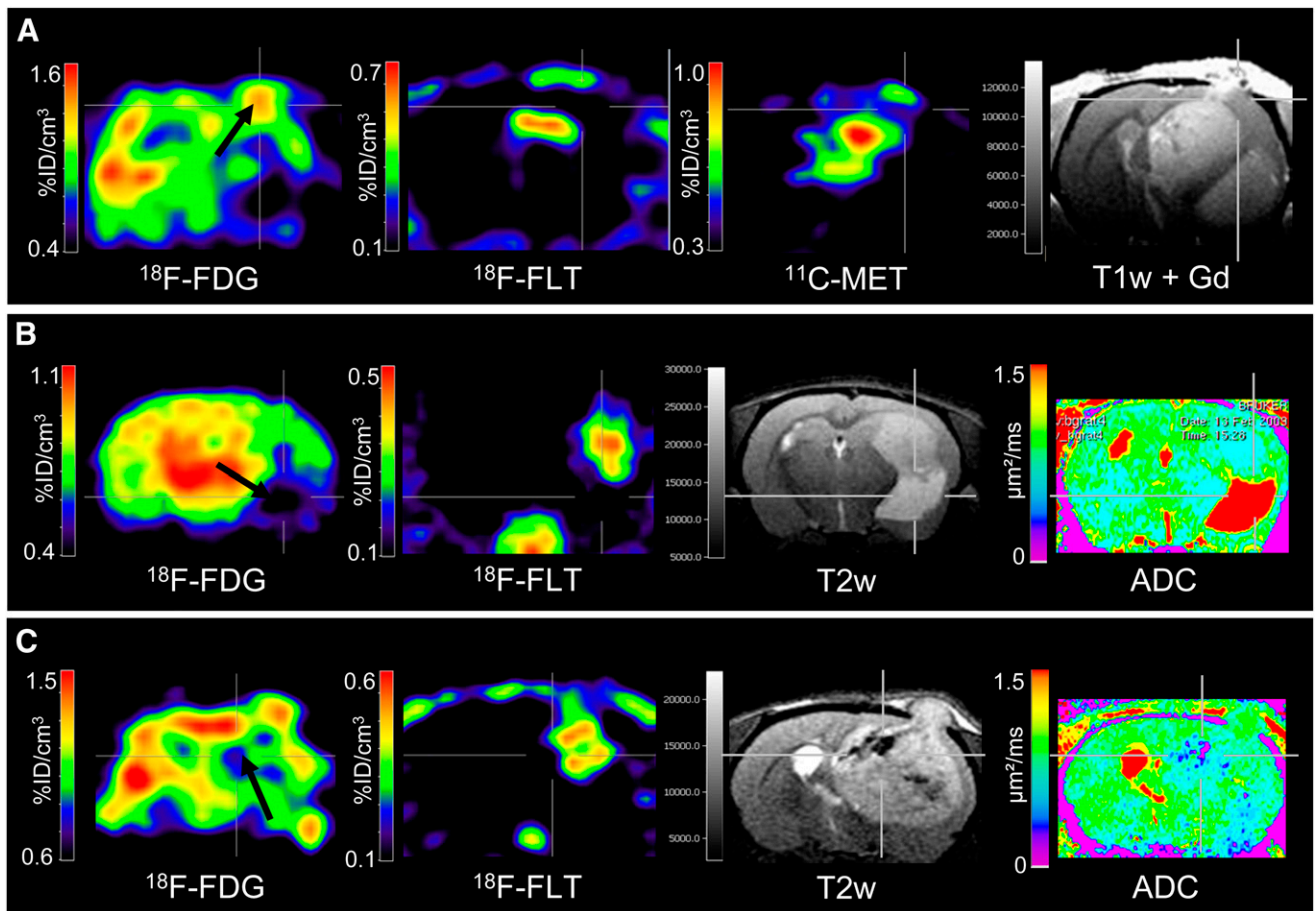 A
1.6
%ID/cm³
0.4
¹⁸F-FDG
0.7
%ID/cm³
0.1
¹⁸F-FLT
1.0
%ID/cm³
0.3
¹¹C-MET
12000.0
10000.0
8000.0
6000.0
4000.0
2000.0
T1w + Gd
B
1.1
%ID/cm³
0.4
¹⁸F-FDG
0.5
%ID/cm³
0.1
¹⁸F-FLT
30000.0
25000.0
20000.0
15000.0
10000.0
5000.0
T2w
1.5
µm²/ms
0
BRUKER
Date: 13 Feb 2003
Time: 15:26
ADC
C
1.5
%ID/cm³
0.6
¹⁸F-FDG
0.6
%ID/cm³
0.1
¹⁸F-FLT
20000.0
15000.0
10000.0
5000.0
T2w
1.5
µm²/ms
0
ADC